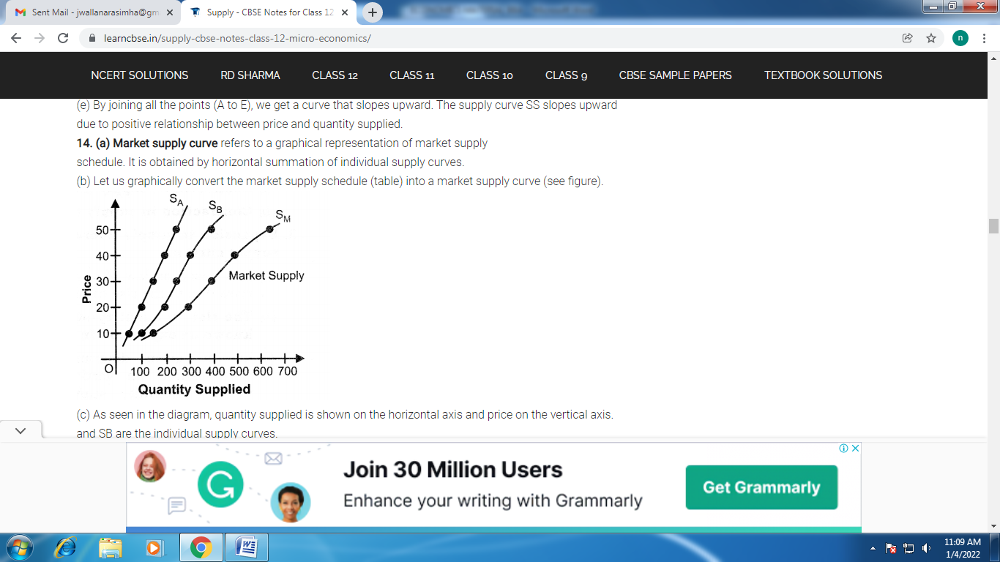 Sent Mail - jwallanarasimha@gm
Supply - CBSE Notes for Class 12
learncbse.in/supply-cbse-notes-class-12-micro-economics/
n
NCERT SOLUTIONS RD SHARMA CLASS 12 CLASS 11 CLASS 10 CLASS 9 CBSE SAMPLE PAPERS TEXTBOOK SOLUTIONS
(e) By joining all the points (A to E), we get a curve that slopes upward. The supply curve SS slopes upward
due to positive relationship between price and quantity supplied.
14. (a) Market supply curve refers to a graphical representation of market supply
schedule. It is obtained by horizontal summation of individual supply curves.
(b) Let us graphically convert the market supply schedule (table) into a market supply curve (see figure).
SA SB SM
50
40
Market Supply
30
20
10
Price
O 100 200 300 400 500 600 700
Quantity Supplied
(c) As seen in the diagram, quantity supplied is shown on the horizontal axis and price on the vertical axis.
and SB are the individual supply curves.
Join 30 Million Users
Enhance your writing with Grammarly
Get Grammarly
G
11:09 AM
1/4/2022